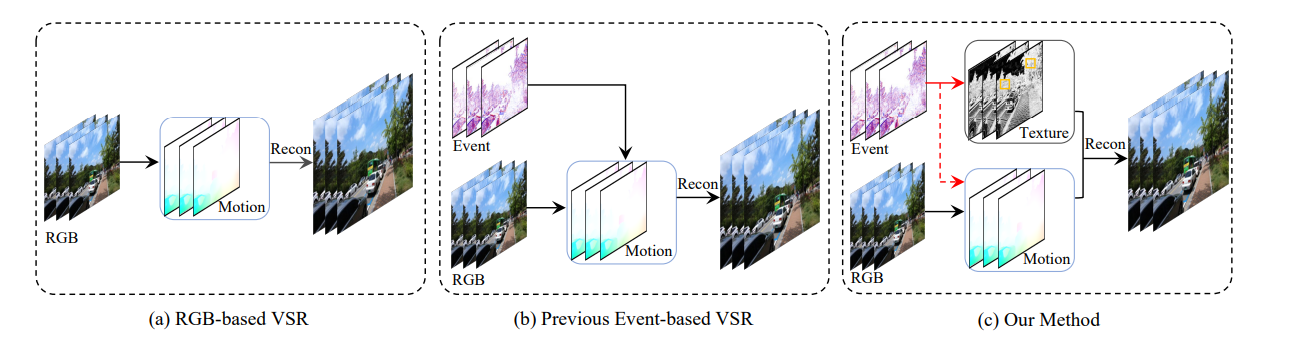 RGB
Motion
Recon
(a) RGB-based VSR
Event
RGB
Motion
Recon
(b) Previous Event-based VSR
Event
RGB
Texture
Motion
Recon
(c) Our Method